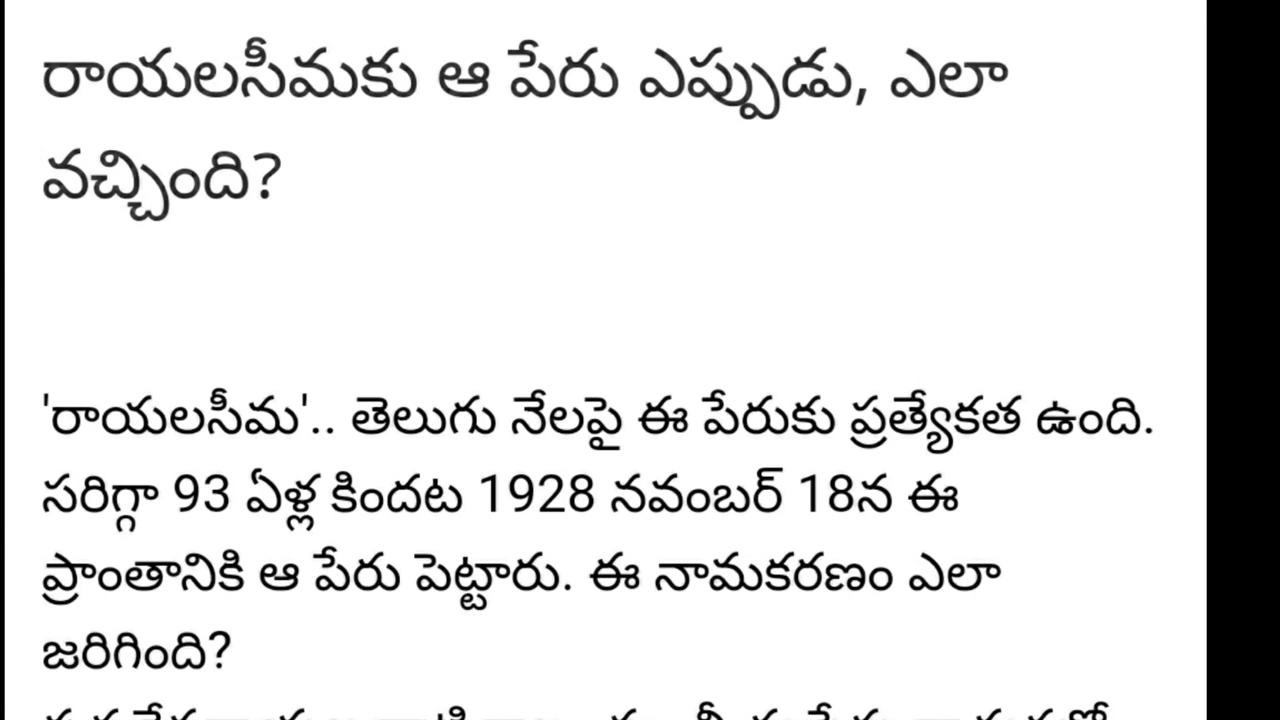 రాయలసీమకు ఆ పేరు ఎప్పుడు, ఎలా
వచ్చింది?
'రాయలసీమ'.. తెలుగు నేలపై ఈ పేరుకు ప్రత్యేకత ఉంది.
సరిగ్గా 93 ఏళ్ల కిందట 1928 నవంబర్ 18న ఈ
ప్రాంతానికి ఆ పేరు పెట్టారు. ఈ నామకరణం ఎలా
జరిగింది?